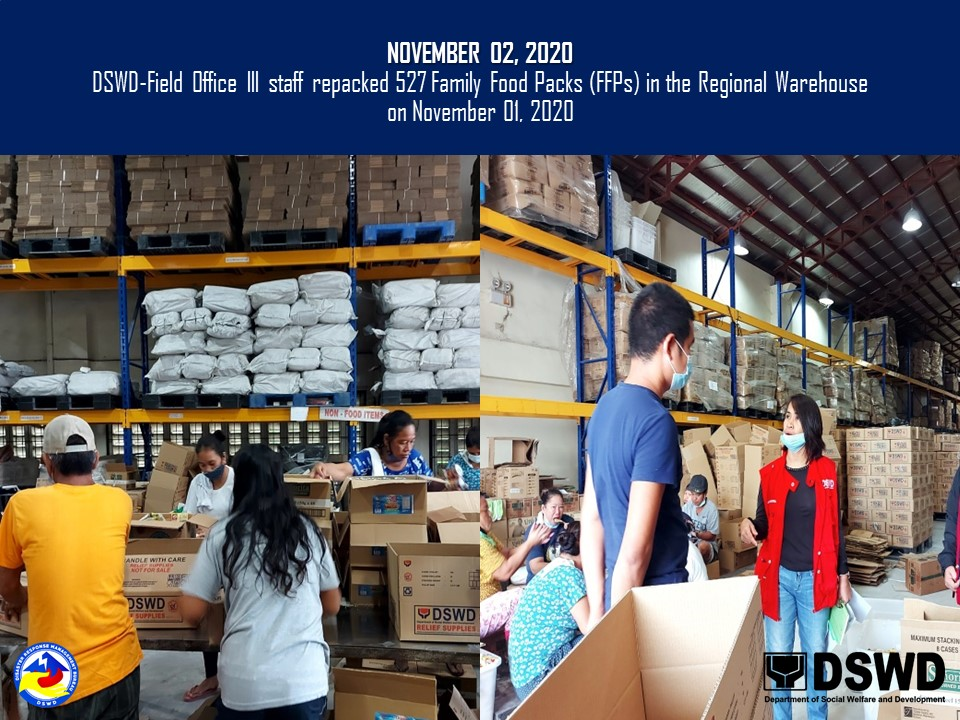 NOVEMBER 02, 2020
DSWD-Field Office III staff repacked 527 Family Food Packs (FFPs) in the Regional Warehouse
on November 01, 2020
NON - FOOD ITEMS
HANDLE WITH CARE
RELIEF SUPPLIES
NOT FOR SALE
DSWD
RELIEF SUPPLIES
DSWD
RELIEF SUPPLIES
MAXIMUM STACKING
8 CASES
DISASTER RESPONSE MANAGEMENT BUREAU
DSWD
DSWD
Department of Social Welfare and Development